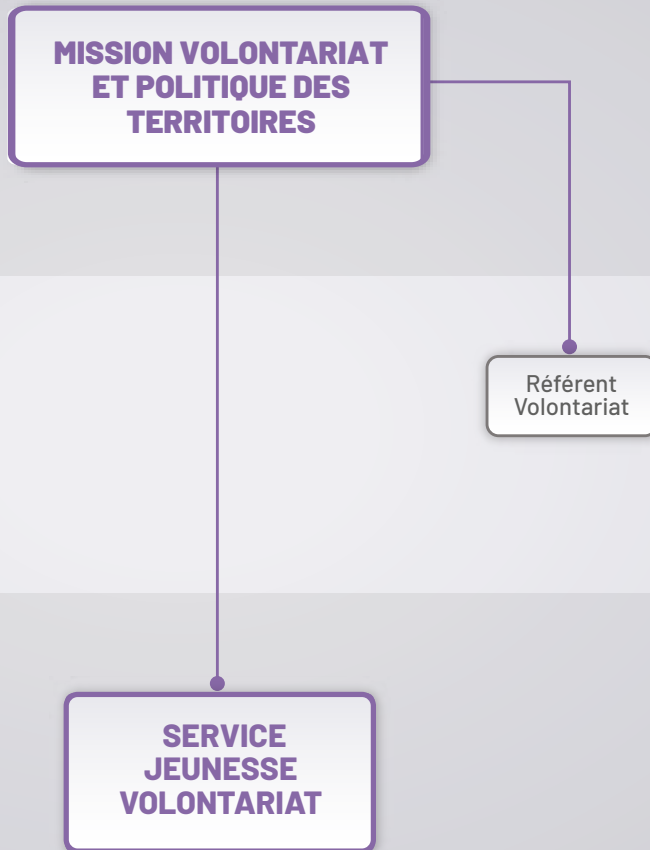 MISSION VOLONTARIAT
ET POLITIQUE DES
TERRITOIRES
Référent
Volontariat
SERVICE
JEUNESSE
VOLONTARIAT